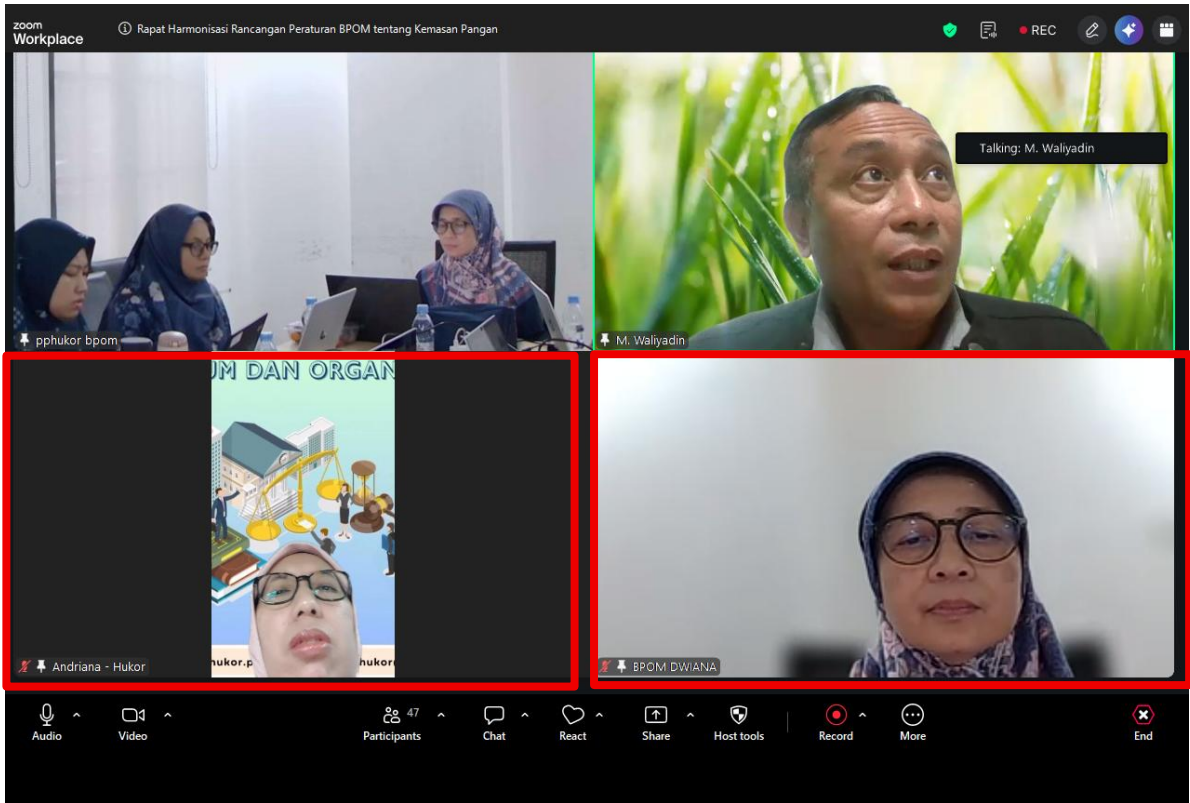 zoom
Workplace
Rapat Harmonisasi Rancangan Peraturan BPOM tentang Kemasan Pangan
REC
Talking: M. Waliyadin
pphukor bpom
M. Waliyadin
UM DAN ORGAN
Andriana - Hukor
hukor.p
hukor
BPOM DWIANA
47
Audio
Video
Participants
Chat
React
Share
Host tools
Record
More
End